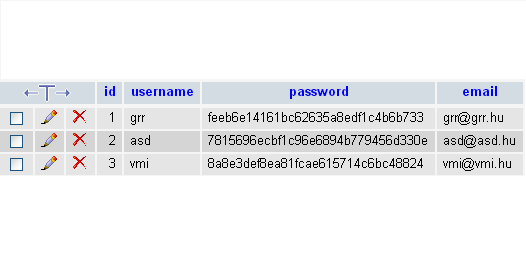 id username password email
1 grr feeb6e14161bc62635a8edf1c4b6b733 grr@grr.hu
2 asd 7815696ecbf1c96e6894b779456d330e asd@asd.hu
3 vmi 8a8e3def8ea81fcae615714c6bc48824 vmi@vmi.hu